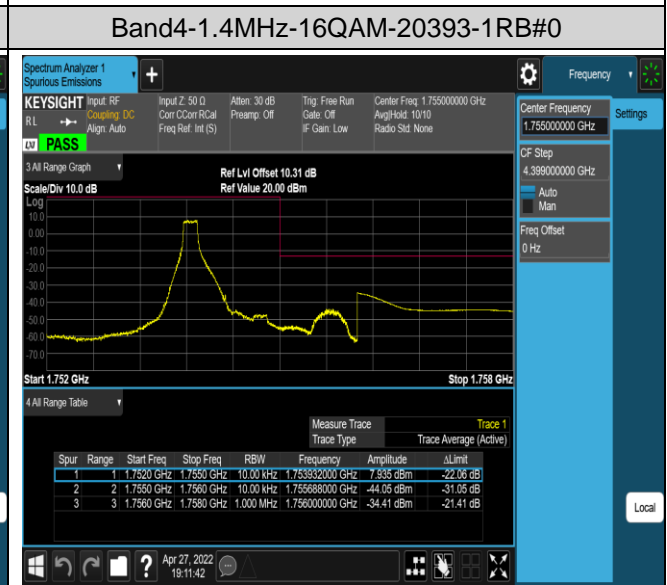 Band4-1.4MHz-16QAM-20393-1RB#0
Spectrum Analyzer 1
Spurious Emissions
+
Frequency
KEYSIGHT Input: RF Input Z: 50 Ω Atten: 30 dB Trig: Free Run Center Freq: 1.755000000 GHz
RL Coupling: DC Corr CCorr RCal Preamp: Off Gate: Off Avg|Hold: 10/10
Align: Auto Freq Ref: Int (S) IF Gain: Low Radio Std: None
LXI PASS
Center Frequency
1.755000000 GHz
Settings
CF Step
4.399000000 GHz
Auto
Man
Freq Offset
0 Hz
3 All Range Graph Ref Lvl Offset 10.31 dB
Scale/Div 10.0 dB Ref Value 20.00 dBm
Log
10.0
0.00
-10.0
-20.0
-30.0
-40.0
-50.0
-60.0
-70.0
Start 1.752 GHz Stop 1.758 GHz
4 All Range Table
Measure Trace Trace 1
Trace Type Trace Average (Active)
Spur Range Start Freq Stop Freq RBW Frequency Amplitude ΔLimit
1 1 1.7520 GHz 1.7550 GHz 10.00 kHz 1.753932000 GHz 7.935 dBm -22.06 dB
2 2 1.7550 GHz 1.7560 GHz 10.00 kHz 1.755688000 GHz -44.05 dBm -31.05 dB
3 3 1.7560 GHz 1.7580 GHz 1.000 MHz 1.756000000 GHz -34.41 dBm -21.41 dB
Local
? Apr 27, 2022
19:11:42